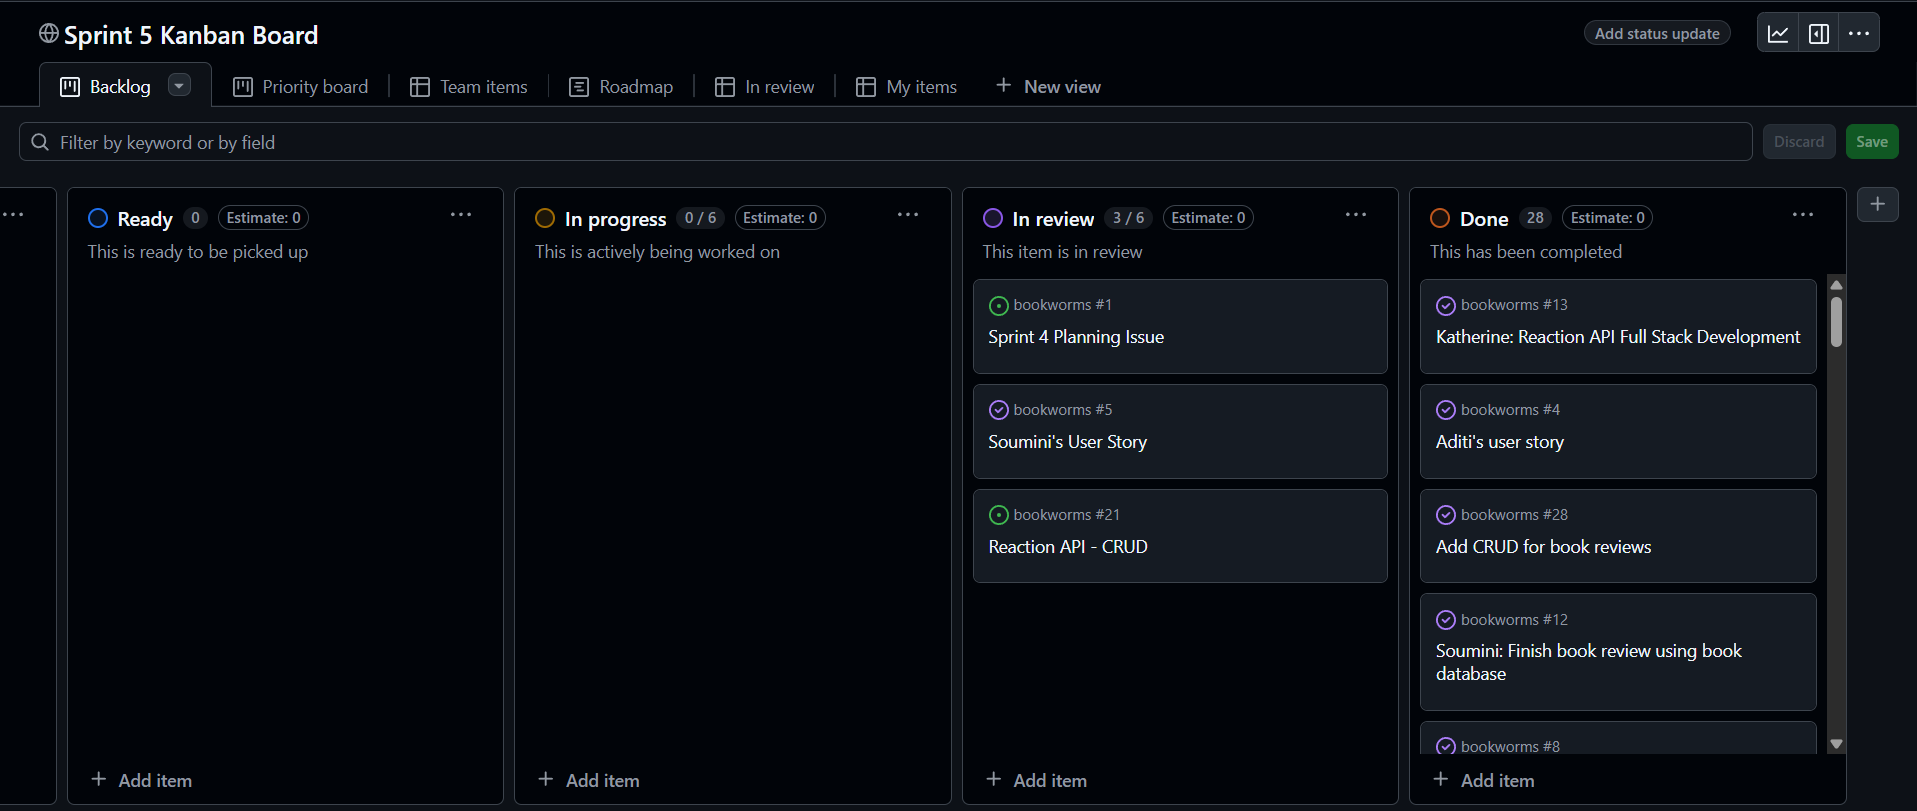 Sprint 5 Kanban Board
Add status update
Backlog
Priority board
Team items
Roadmap
In review
My items
New view
Filter by keyword or by field
Discard
Save
Ready 0 Estimate: 0
This is ready to be picked up
Add item
In progress 0 / 6 Estimate: 0
This is actively being worked on
Add item
In review 3 / 6 Estimate: 0
This item is in review
bookworms #1
Sprint 4 Planning Issue
bookworms #5
Soumini's User Story
bookworms #21
Reaction API - CRUD
Add item
Done 28 Estimate: 0
This has been completed
bookworms #13
Katherine: Reaction API Full Stack Development
bookworms #4
Aditi's user story
bookworms #28
Add CRUD for book reviews
bookworms #12
Soumini: Finish book review using book
database
bookworms #8
Add item